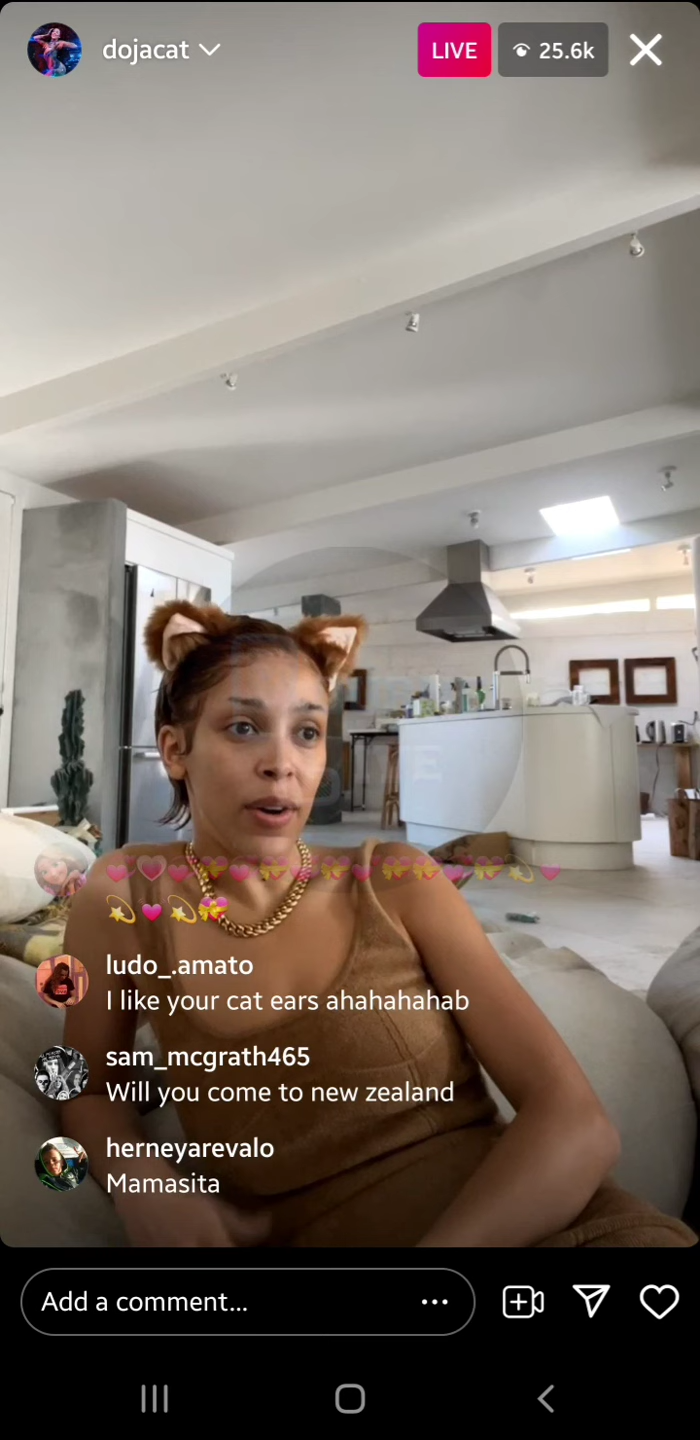 dojacat
LIVE
25.6k
💕💗💕💝💕💝💕💝💕💝💝💕💝💫💗
💫💗💫💝
ludo_.amato
I like your cat ears ahahahahab
sam_mcgrath465
Will you come to new zealand
herneyarevalo
Mamasita
Add a comment...